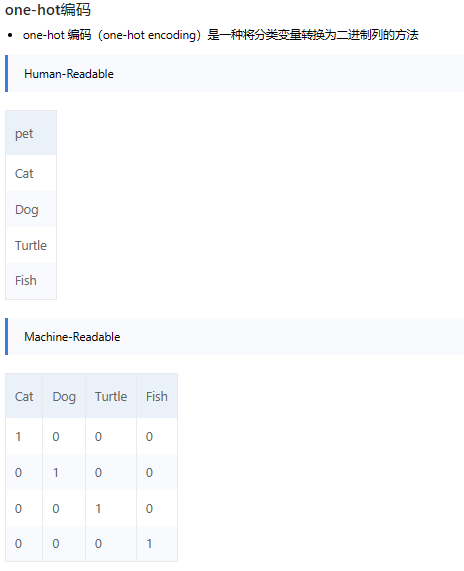 one-hot编码
one-hot 编码（one-hot encoding）是一种将分类变量转换为二进制列的方法
Human-Readable
pet
Cat
Dog
Turtle
Fish
Machine-Readable
Cat Dog Turtle Fish
1 0 0 0
0 1 0 0
0 0 1 0
0 0 0 1